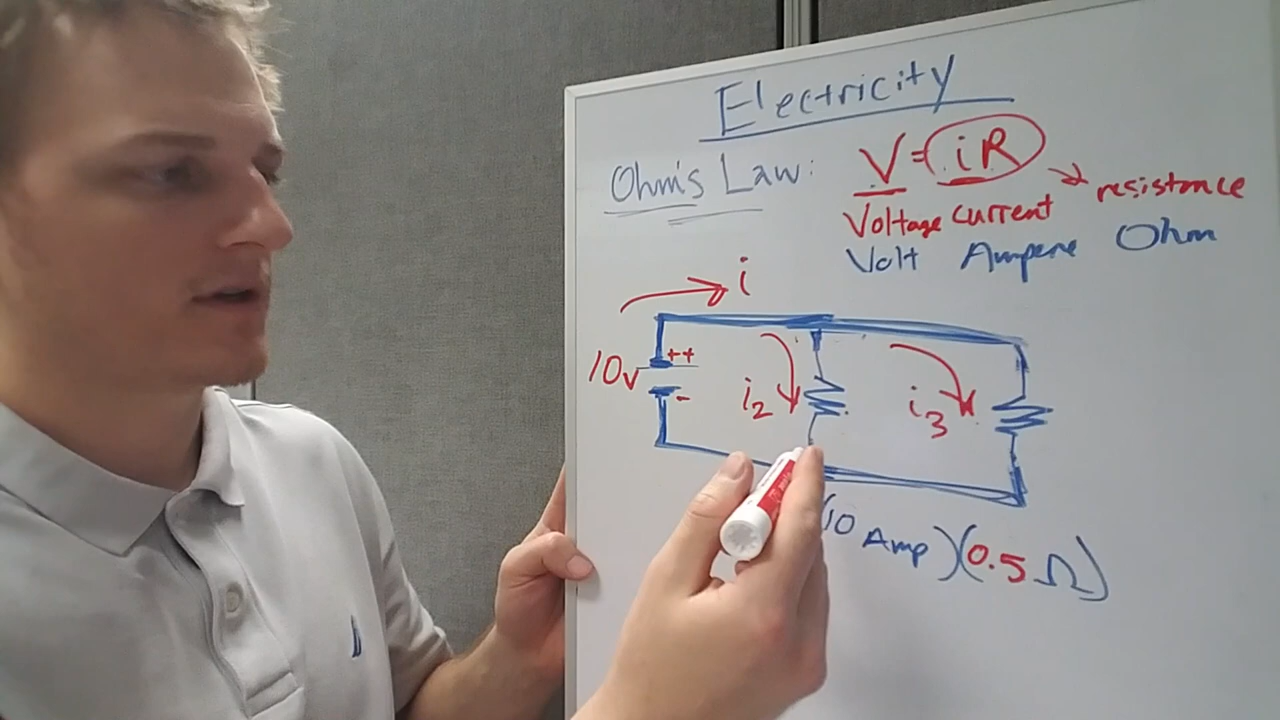 Electricity
Ohm's Law: V = iR
resistance
Voltage current
Volt Ampere Ohm
i
10v ++
-
i2 i3
(10 Amp)(0.5 Ω)